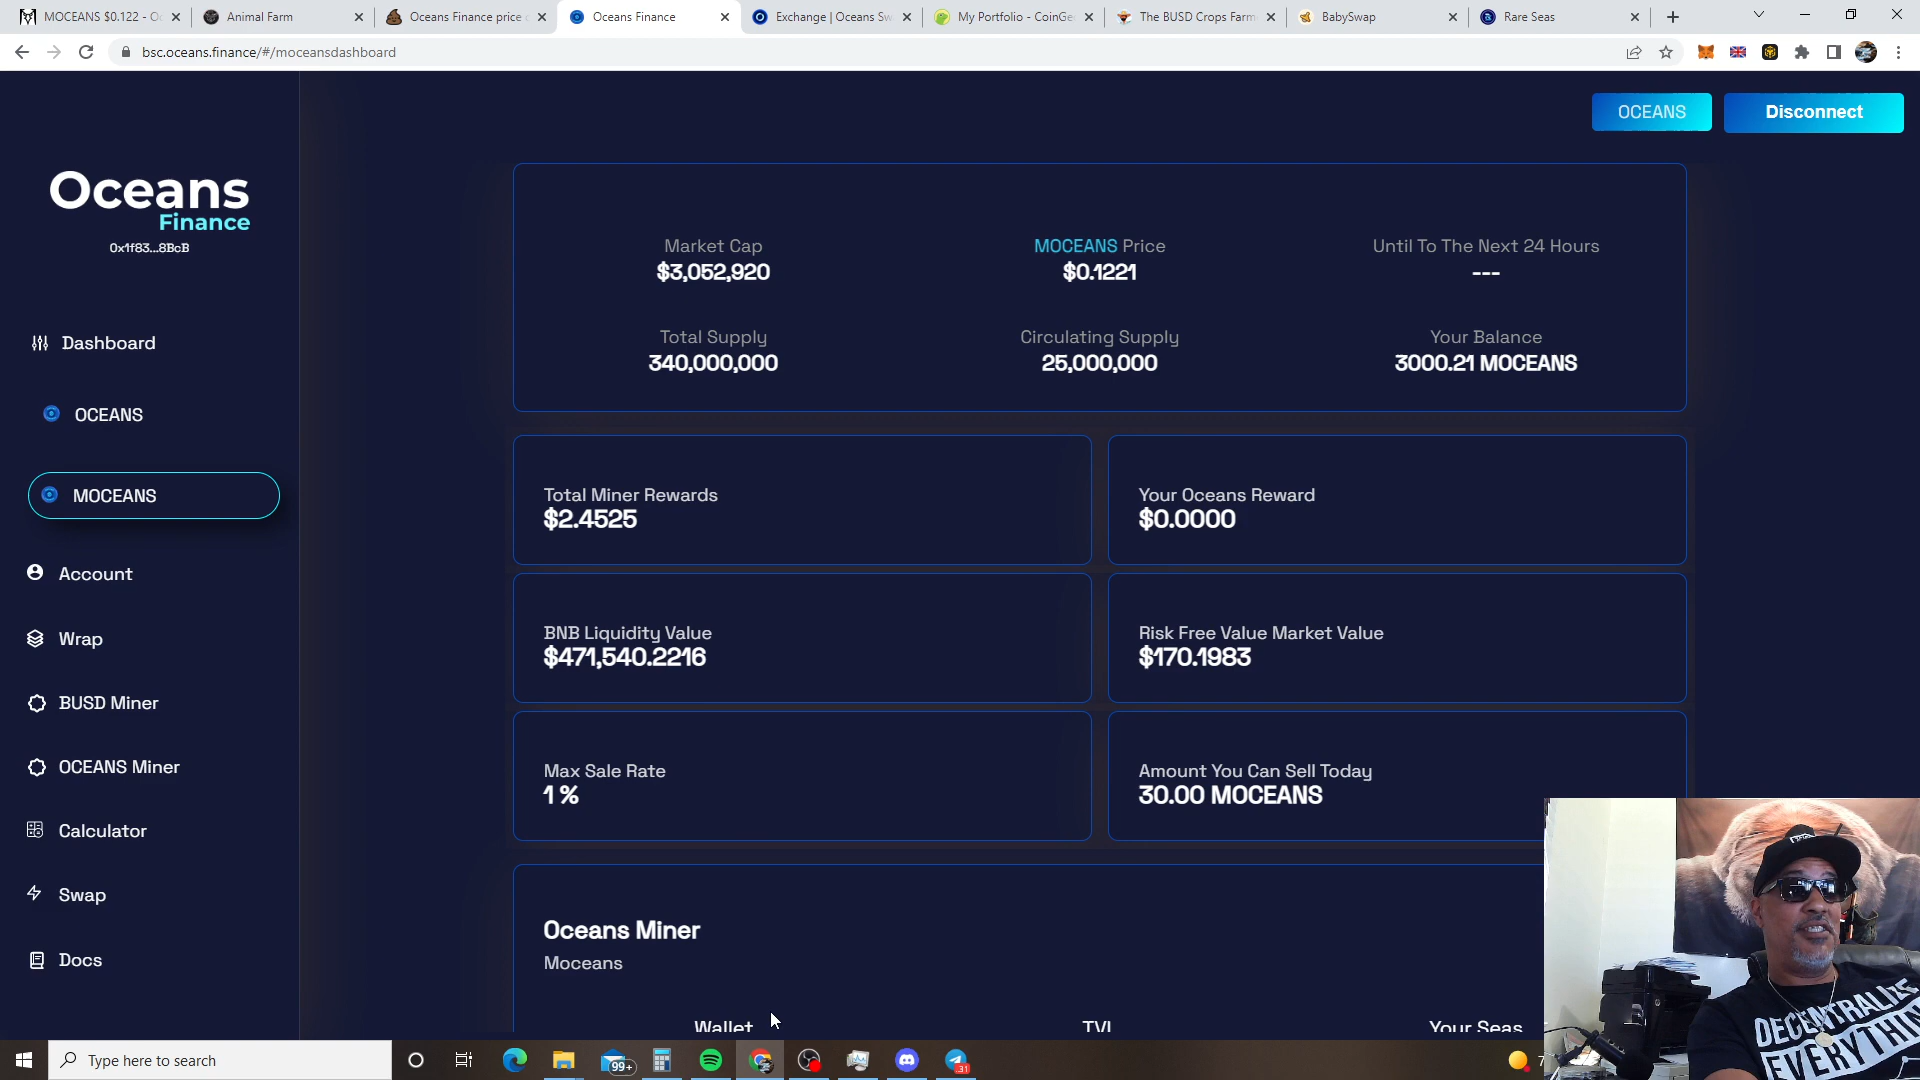 MOCEANS $0.122 - O
Animal Farm
Oceans Finance price
Oceans Finance
Exchange | Oceans Sw
My Portfolio - CoinGe
The BUSD Crops Farm
BabySwap
Rare Seas
bsc.oceans.finance/#/moceansdashboard
OCEANS
Disconnect
Oceans
Finance
0x1f83...8BcB
Dashboard
OCEANS
MOCEANS
Account
Wrap
BUSD Miner
OCEANS Miner
Calculator
Swap
Docs
Market Cap
$3,052,920
MOCEANS Price
$0.1221
Until To The Next 24 Hours
---
Total Supply
340,000,000
Circulating Supply
25,000,000
Your Balance
3000.21 MOCEANS
Total Miner Rewards
$2.4525
Your Oceans Reward
$0.0000
BNB Liquidity Value
$471,540.2216
Risk Free Value Market Value
$170.1983
Max Sale Rate
1 %
Amount You Can Sell Today
30.00 MOCEANS
Oceans Miner
Moceans
Wallet
TVL
Your Seas
DECENTRALIZE
EVERYTHING
Type here to search
99+
31
7